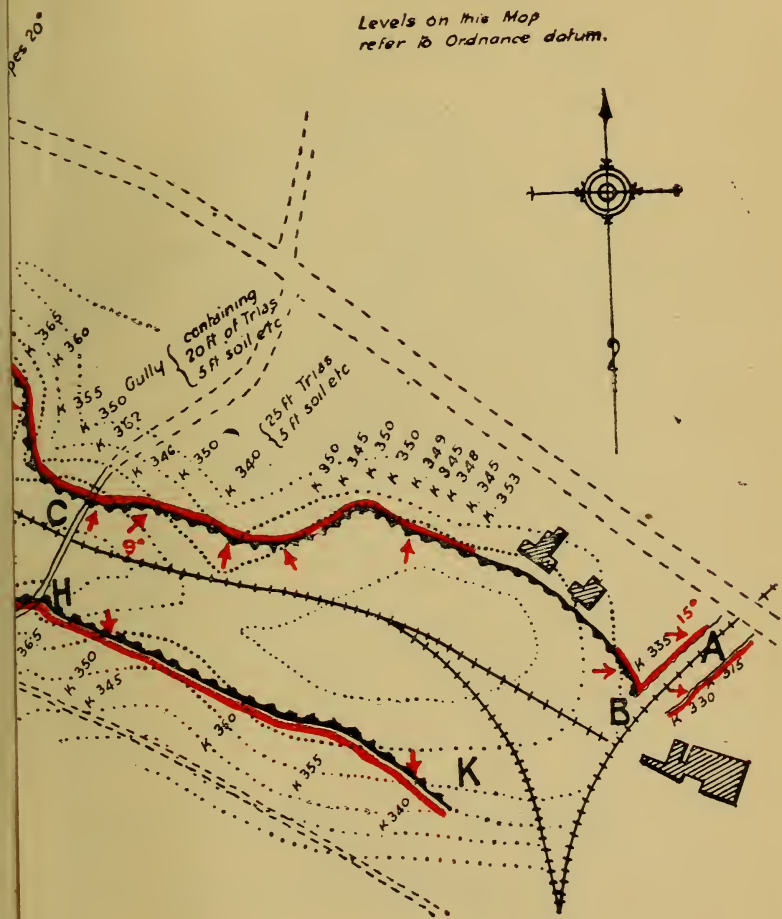 Levels on this Map
refer to Ordnance datum.
pes 20°
K 365
K 360
K 355
K 350
K 352
Gully { containing
20 ft of Trias
5 ft soil etc
K 346
K 350
K 340 { 25 ft Trias
5 ft soil etc
K 350
K 345
K 350
K 350
K 349
K 345
K 348
K 345
K 353
C
9°
H
365
K 350
K 345
K 360
K 355
K 340
K
K 335
15°
A
B
K 330
315